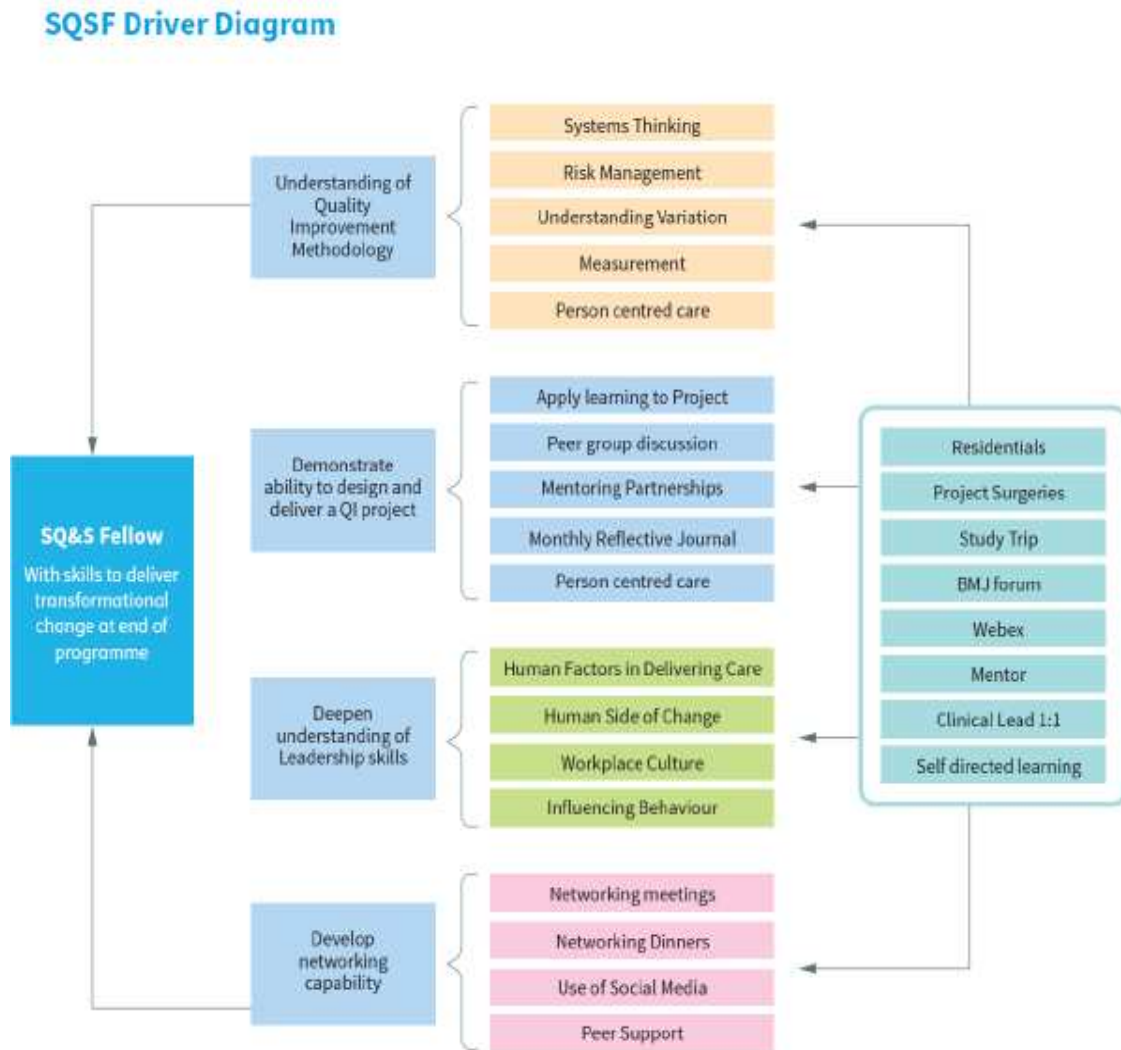 SQSF Driver Diagram
Understanding of
Quality
Improvement
Methodology
Systems Thinking
Risk Management
Understanding Variation
Measurement
Person centred care
Demonstrate
ability to design and
deliver a QI project
Apply learning to Project
Peer group discussion
Mentoring Partnerships
Monthly Reflective Journal
Person centred care
SQ&S Fellow
With skills to deliver
transformational
change at end of
programme
Deepen
understanding of
Leadership skills
Human Factors in Delivering Care
Human Side of Change
Workplace Culture
Influencing Behaviour
Develop
networking
capability
Networking meetings
Networking Dinners
Use of Social Media
Peer Support
Residentials
Project Surgeries
Study Trip
BMJ forum
Webex
Mentor
Clinical Lead 1:1
Self directed learning